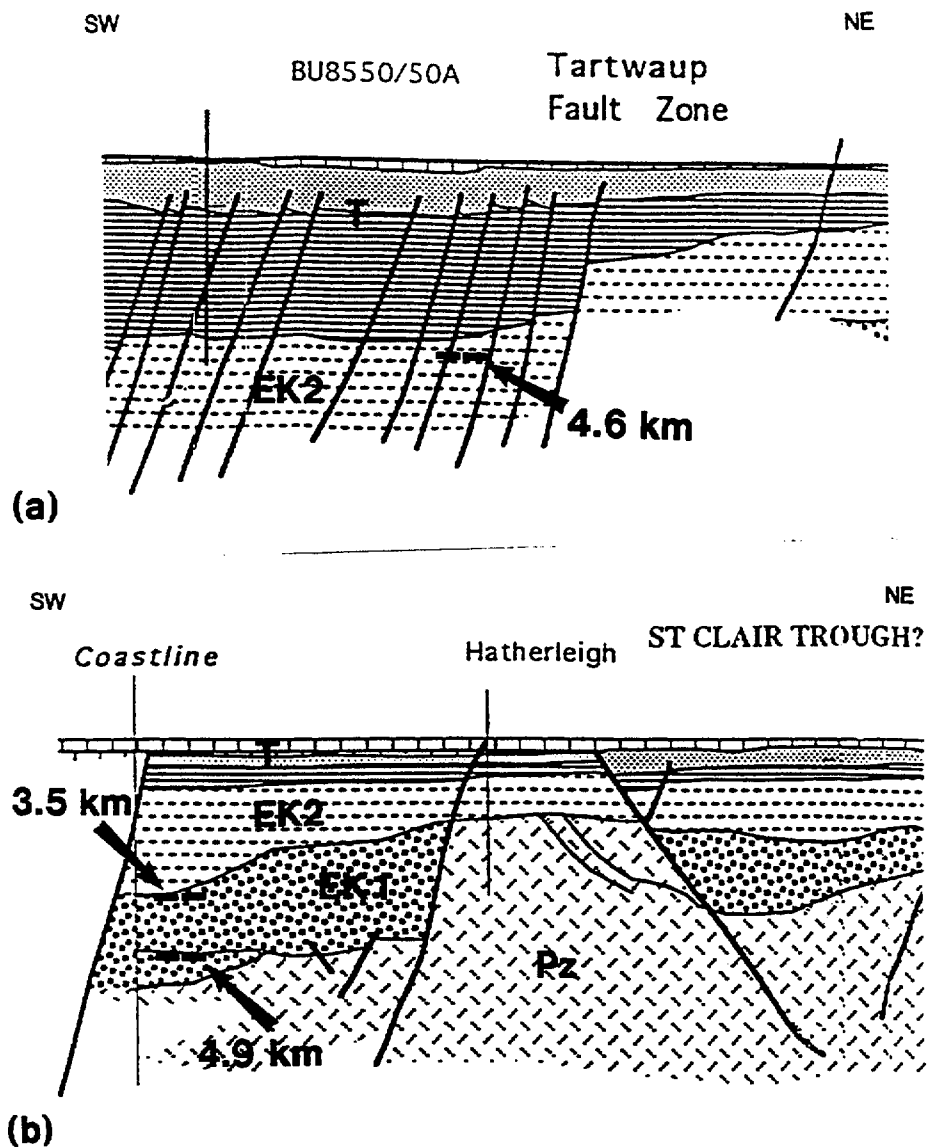 SW
NE
BU8550/50A
Tartwaup
Fault Zone
T
EK2
4.6 km
(a)
SW
NE
ST CLAIR TROUGH?
Coastline
Hatherleigh
T
3.5 km
EK2
EK1
Pz
4.9 km
(b)